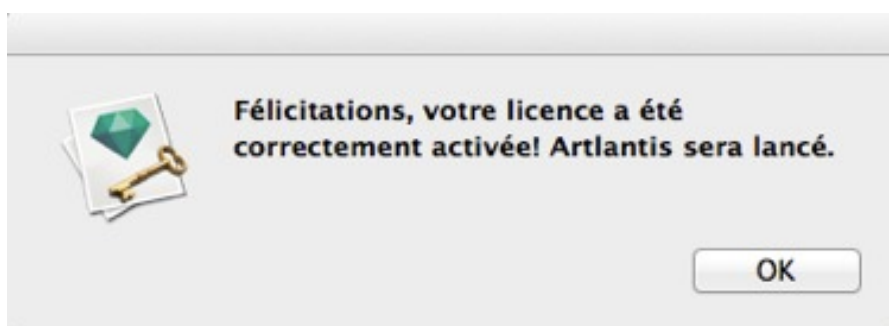 Félicitations, votre licence a été
correctement activée! Artlantis sera lancé.
OK